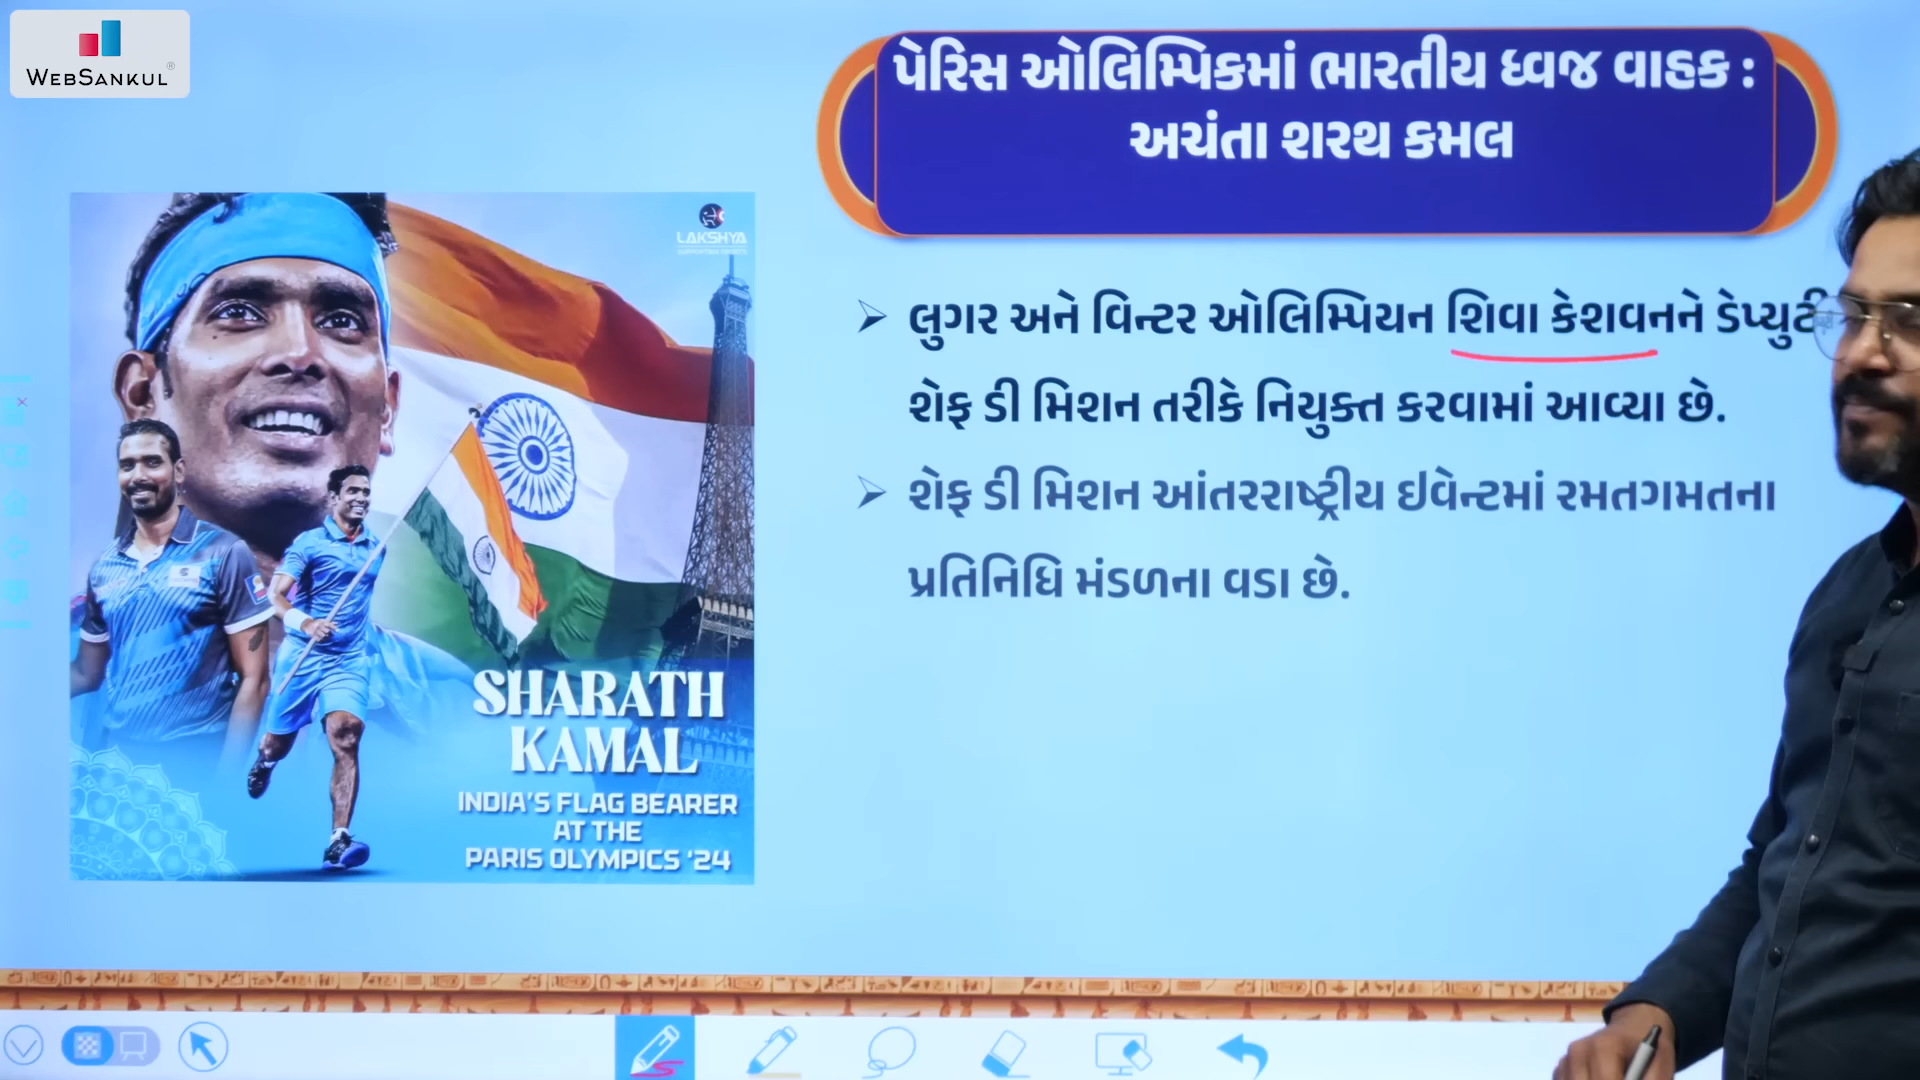 WEBSANKUL
પેરિસ ઓલિમ્પિકમાં ભારતીય ધ્વજ વાહક :
અચંતા શરથ કમલ
લુગર અને વિન્ટર ઓલિમ્પિયન શિવા કેશવનને ડેપ્યુટી
શેફ ડી મિશન તરીકે નિયુક્ત કરવામાં આવ્યા છે.
શેફ ડી મિશન આંતરરાષ્ટ્રીય ઇવેન્ટમાં રમતગમતના
પ્રતિનિધિ મંડળના વડા છે.
LAKSHYA
SHARATH
KAMAL
INDIA'S FLAG BEARER
AT THE
PARIS OLYMPICS '24